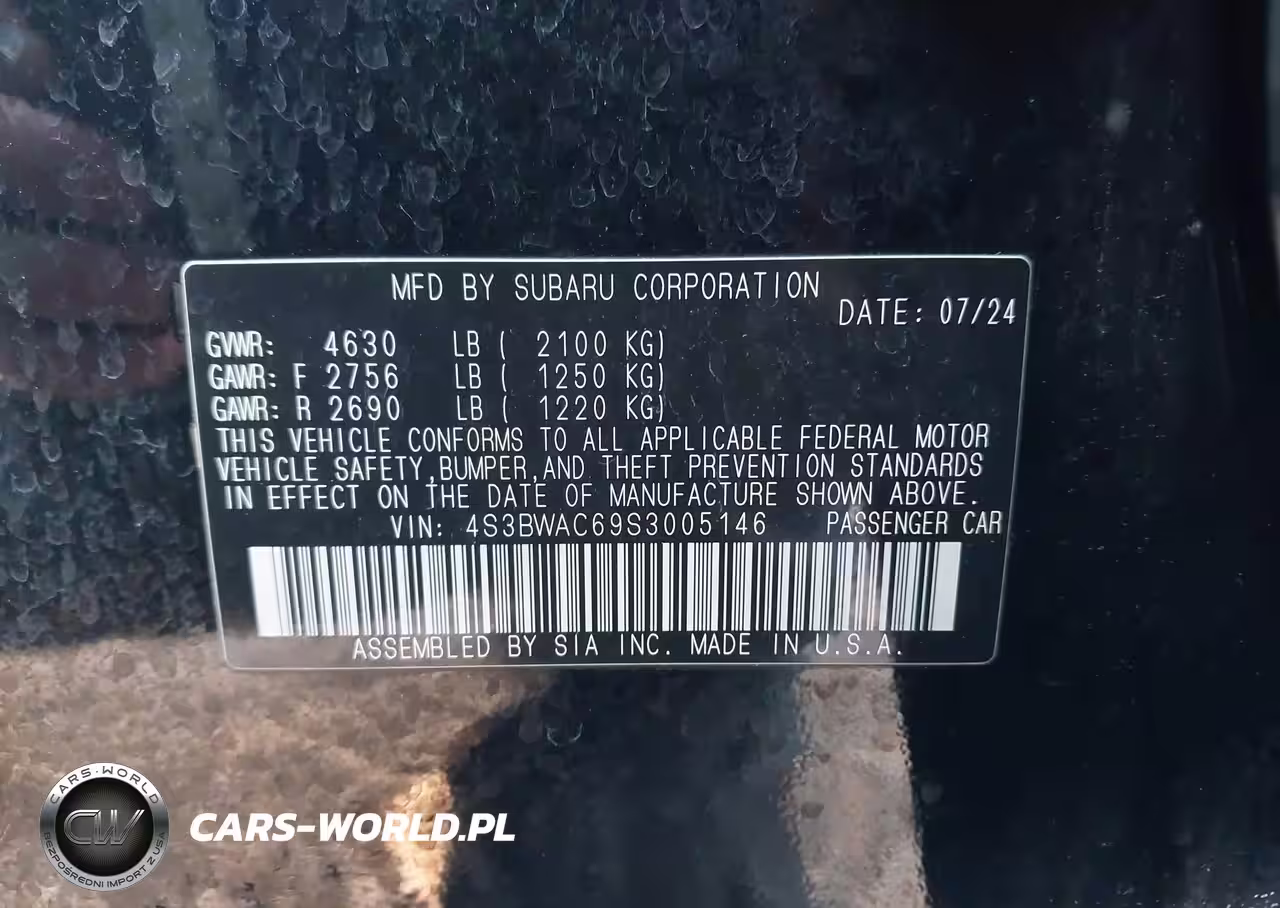 MFD BY SUBARU CORPORATION
DATE: 07/24
GVWR: 4630 LB ( 2100 KG)
GAWR: F 2756 LB ( 1250 KG)
GAWR: R 2690 LB ( 1220 KG)
THIS VEHICLE CONFORMS TO ALL APPLICABLE FEDERAL MOTOR
VEHICLE SAFETY,BUMPER,AND THEFT PREVENTION STANDARDS
IN EFFECT ON THE DATE OF MANUFACTURE SHOWN ABOVE.
VIN: 4S3BWAC69S3005146 PASSENGER CAR
ASSEMBLED BY SIA INC. MADE IN U.S.A.
CARS-WORLD
CW
BEZPOŚREDNI IMPORT Z USA
CARS-WORLD.PL